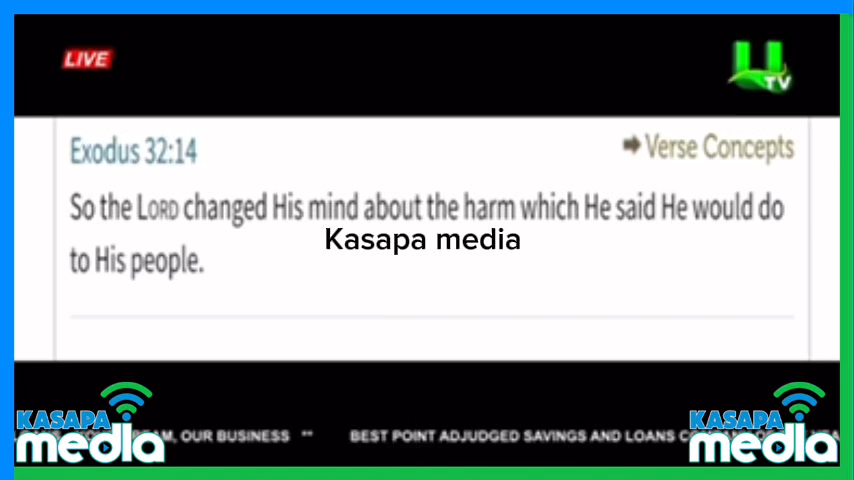 LIVE
U TV
Exodus 32:14
Verse Concepts
So the LORD changed His mind about the harm which He said He would do
Kasapa media
to His people.
KASAPA
media
KASAPA
media
M, OUR BUSINESS ** BEST POINT ADJUDGED SAVINGS AND LOANS